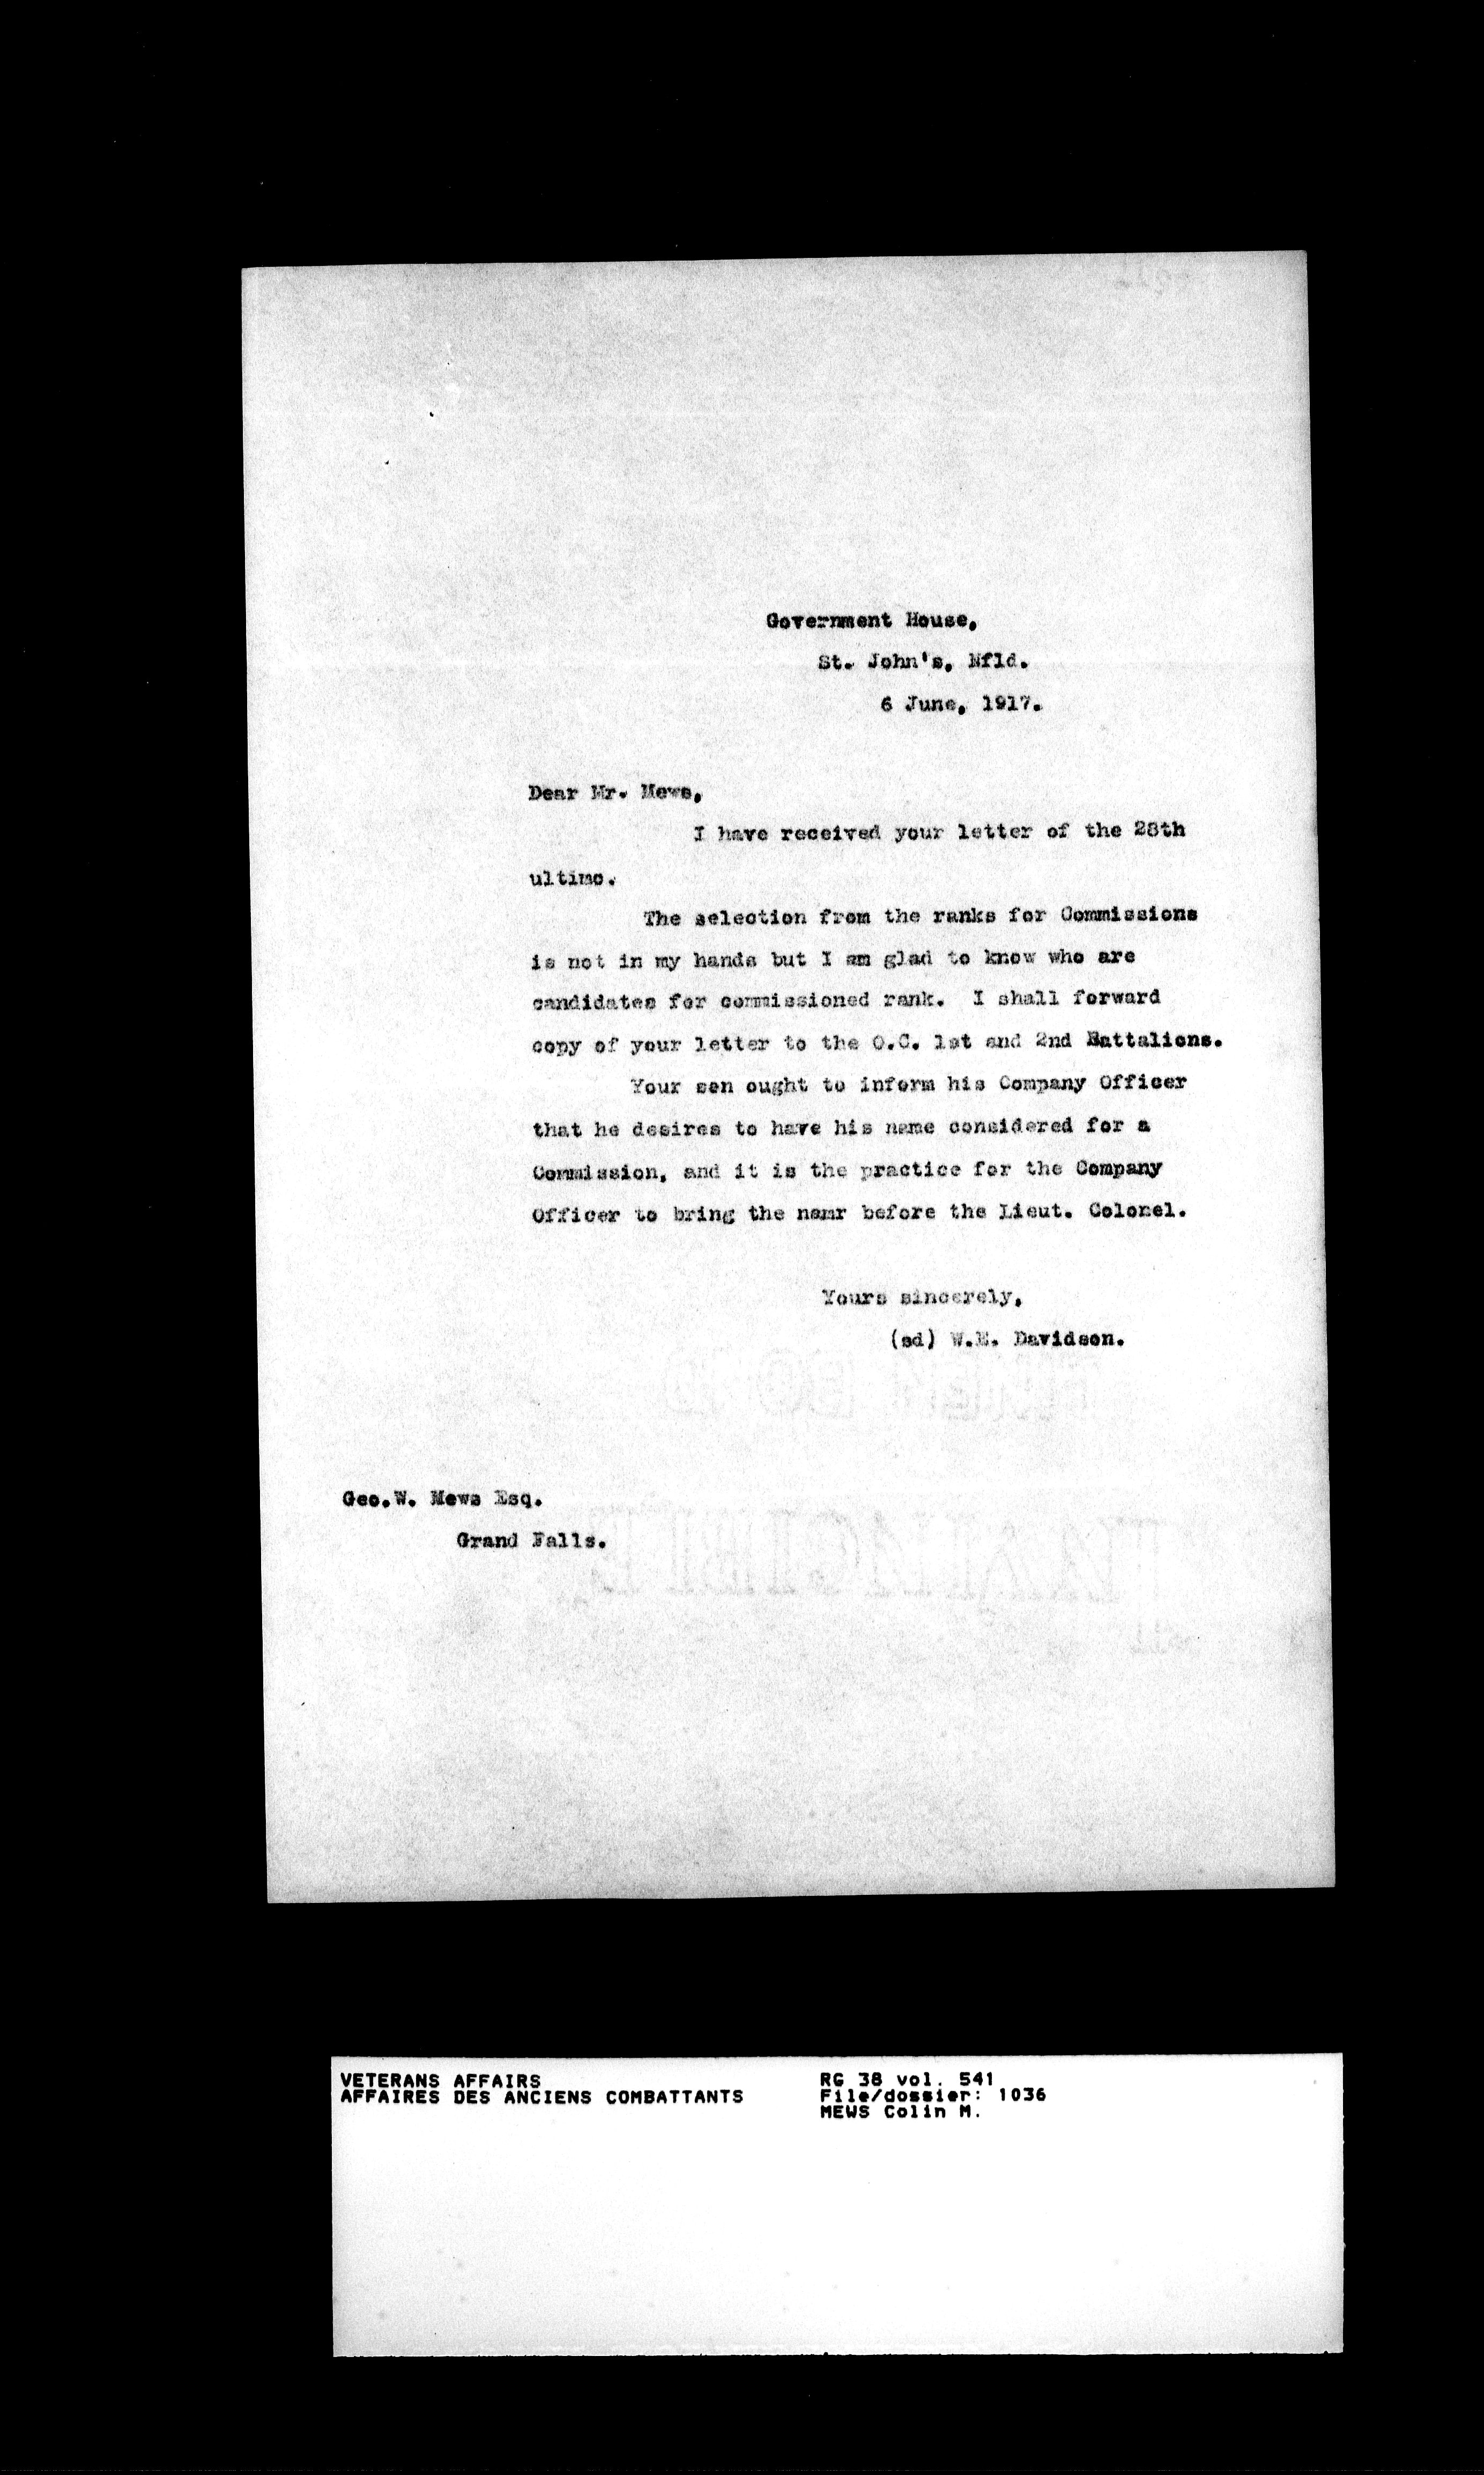 Government House,
St. John's, Nfld.
6 June, 1917.
Dear Mr. Mews,
I have received your letter of the 28th
ultimo.
The selection from the ranks for Commissions
is not in my hands but I am glad to know who are
candidates for commissioned rank. I shall forward
copy of your letter to the O.C. 1st and 2nd Battalions.
Your son ought to inform his Company Officer
that he desires to have his name considered for a
Commission, and it is the practice for the Company
Officer to bring the namr before the Lieut. Colonel.
Yours sincerely,
(sd) W.E. Davidson.
Geo.W. Mews Esq.
Grand Falls.
VETERANS AFFAIRS
AFFAIRES DES ANCIENS COMBATTANTS
RG 38 vol. 541
File/dossier: 1036
MEWS Colin M.